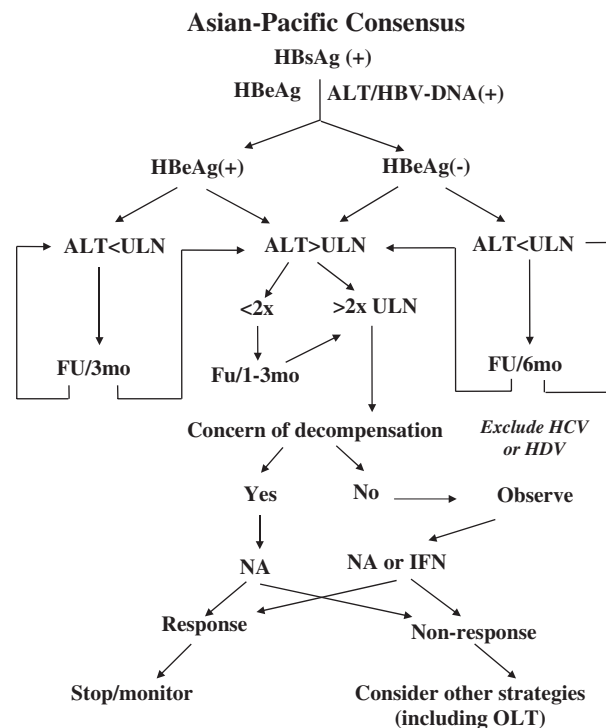 Asian-Pacific Consensus
HBsAg (+)
HBeAg ALT/HBV-DNA(+)
HBeAg(+) HBeAg(-)
ALT<ULN ALT>ULN ALT<ULN
<2x >2x ULN
FU/3mo Fu/1-3mo FU/6mo
Concern of decompensation Exclude HCV
or HDV
Yes No Observe
NA NA or IFN
Response Non-response
Stop/monitor Consider other strategies
(including OLT)